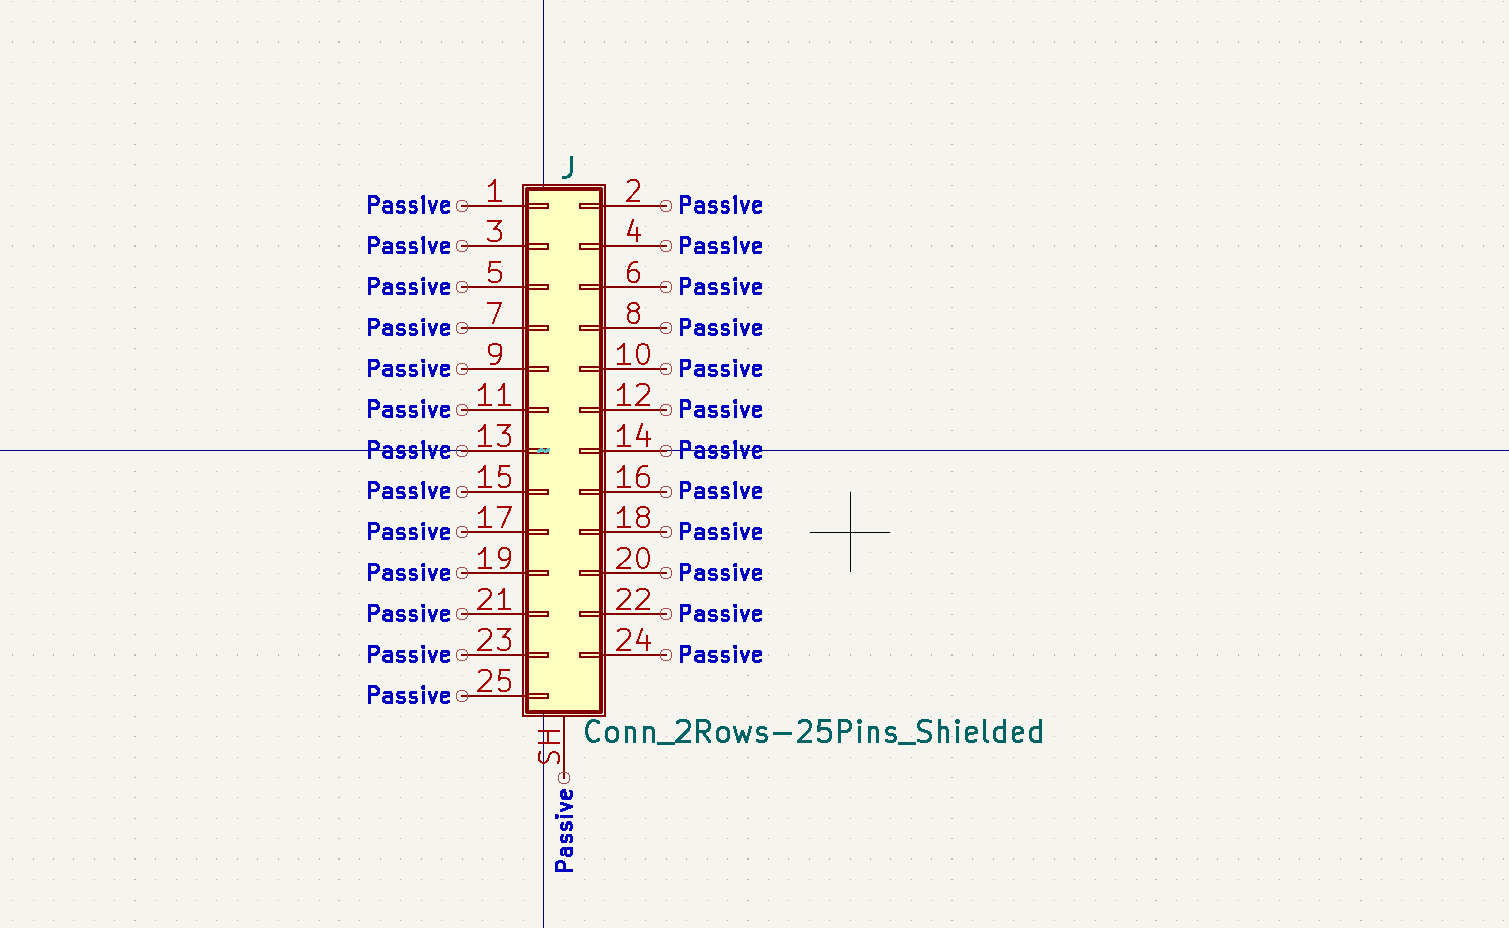 J
Passive 1 2 Passive
Passive 3 4 Passive
Passive 5 6 Passive
Passive 7 8 Passive
Passive 9 10 Passive
Passive 11 12 Passive
Passive 13 14 Passive
Passive 15 16 Passive
Passive 17 18 Passive
Passive 19 20 Passive
Passive 21 22 Passive
Passive 23 24 Passive
Passive 25
Conn_2Rows-25Pins_Shielded
SH
Passive